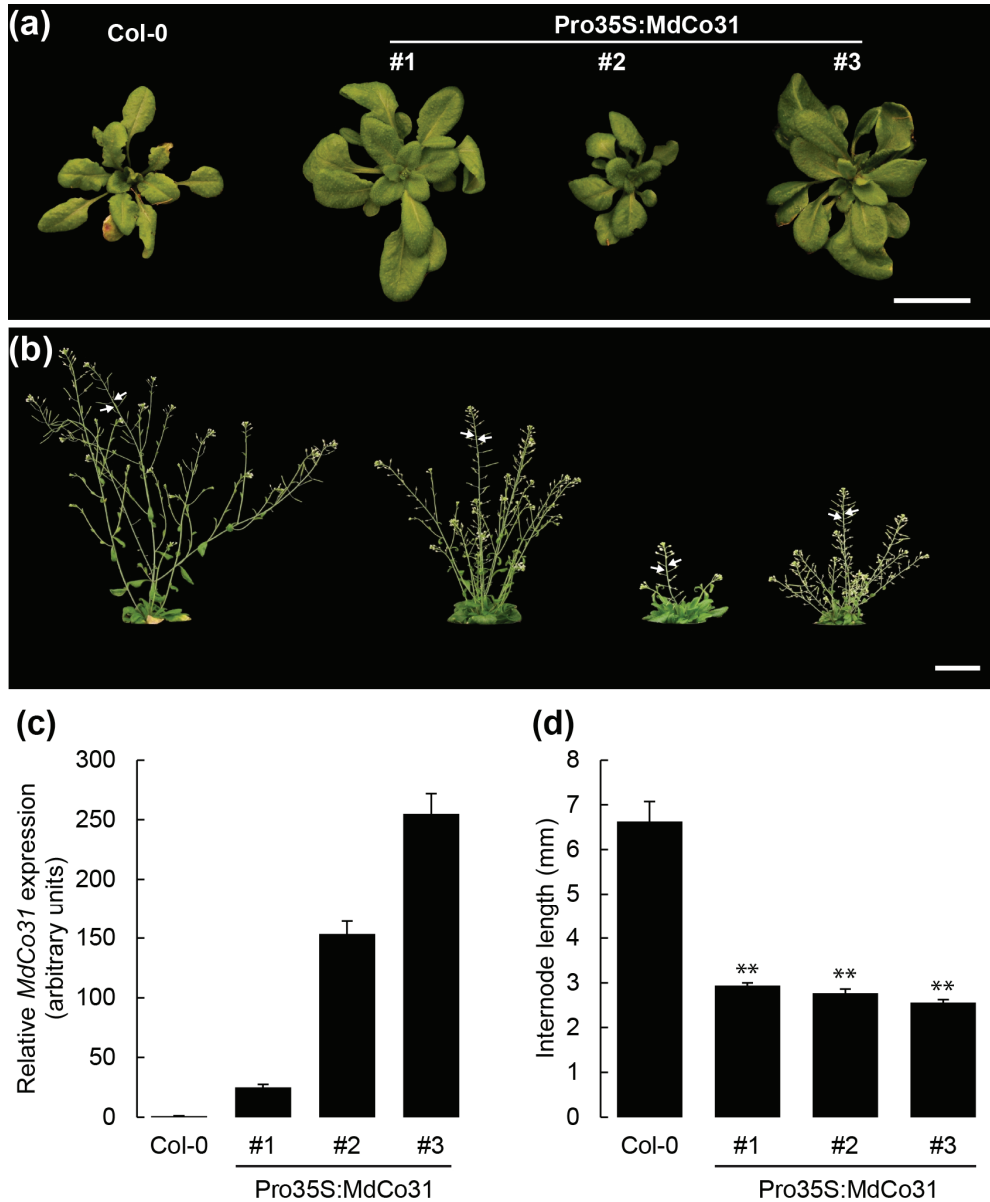 (a)
Col-0
Pro35S:MdCo31
#1
#2
#3
(b)
(c)
Relative MdCo31 expression
(arbitrary units)
300
250
200
150
100
50
0
Col-0
#1
#2
#3
Pro35S:MdCo31
(d)
Internode length (mm)
8
7
6
5
4
3
2
1
0
**
**
**
Col-0
#1
#2
#3
Pro35S:MdCo31